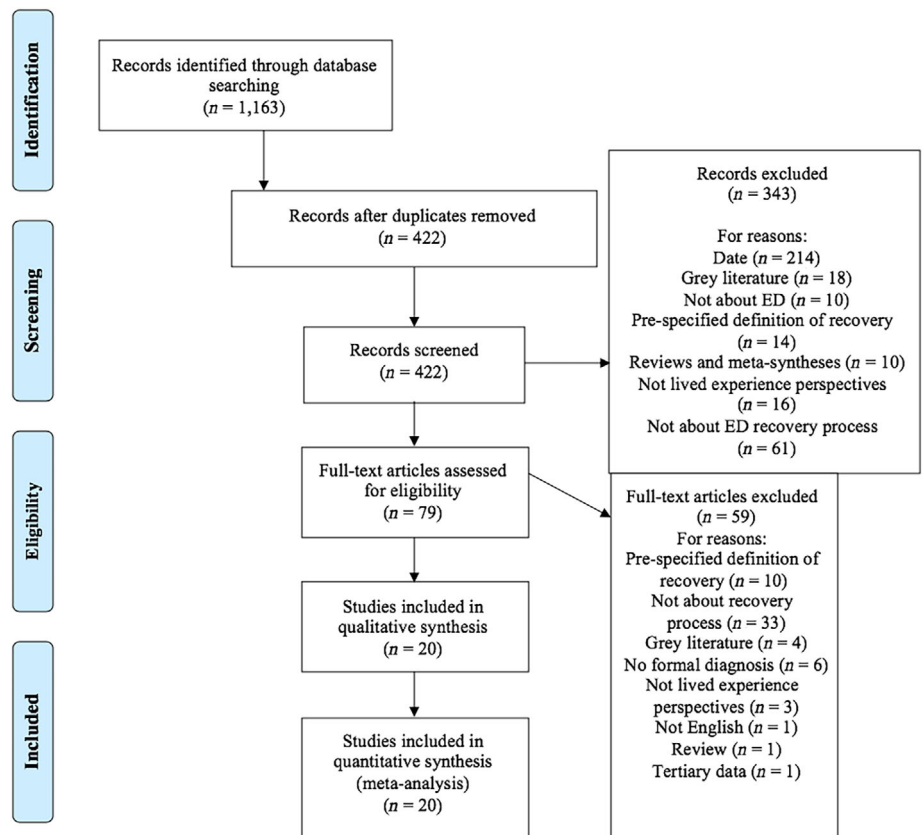 Identification
Records identified through database
searching
(n = 1,163)
Records after duplicates removed
(n = 422)
Screening
Records screened
(n = 422)
Records excluded
(n = 343)
For reasons:
Date (n = 214)
Grey literature (n = 18)
Not about ED (n = 10)
Pre-specified definition of recovery
(n = 14)
Reviews and meta-syntheses (n = 10)
Not lived experience perspectives
(n = 16)
Not about ED recovery process
(n = 61)
Eligibility
Full-text articles assessed
for eligibility
(n = 79)
Full-text articles excluded
(n = 59)
For reasons:
Pre-specified definition of
recovery (n = 10)
Not about recovery
process (n = 33)
Grey literature (n = 4)
No formal diagnosis (n = 6)
Not lived experience
perspectives (n = 3)
Not English (n = 1)
Review (n = 1)
Tertiary data (n = 1)
Studies included in
qualitative synthesis
(n = 20)
Included
Studies included in
quantitative synthesis
(meta-analysis)
(n = 20)